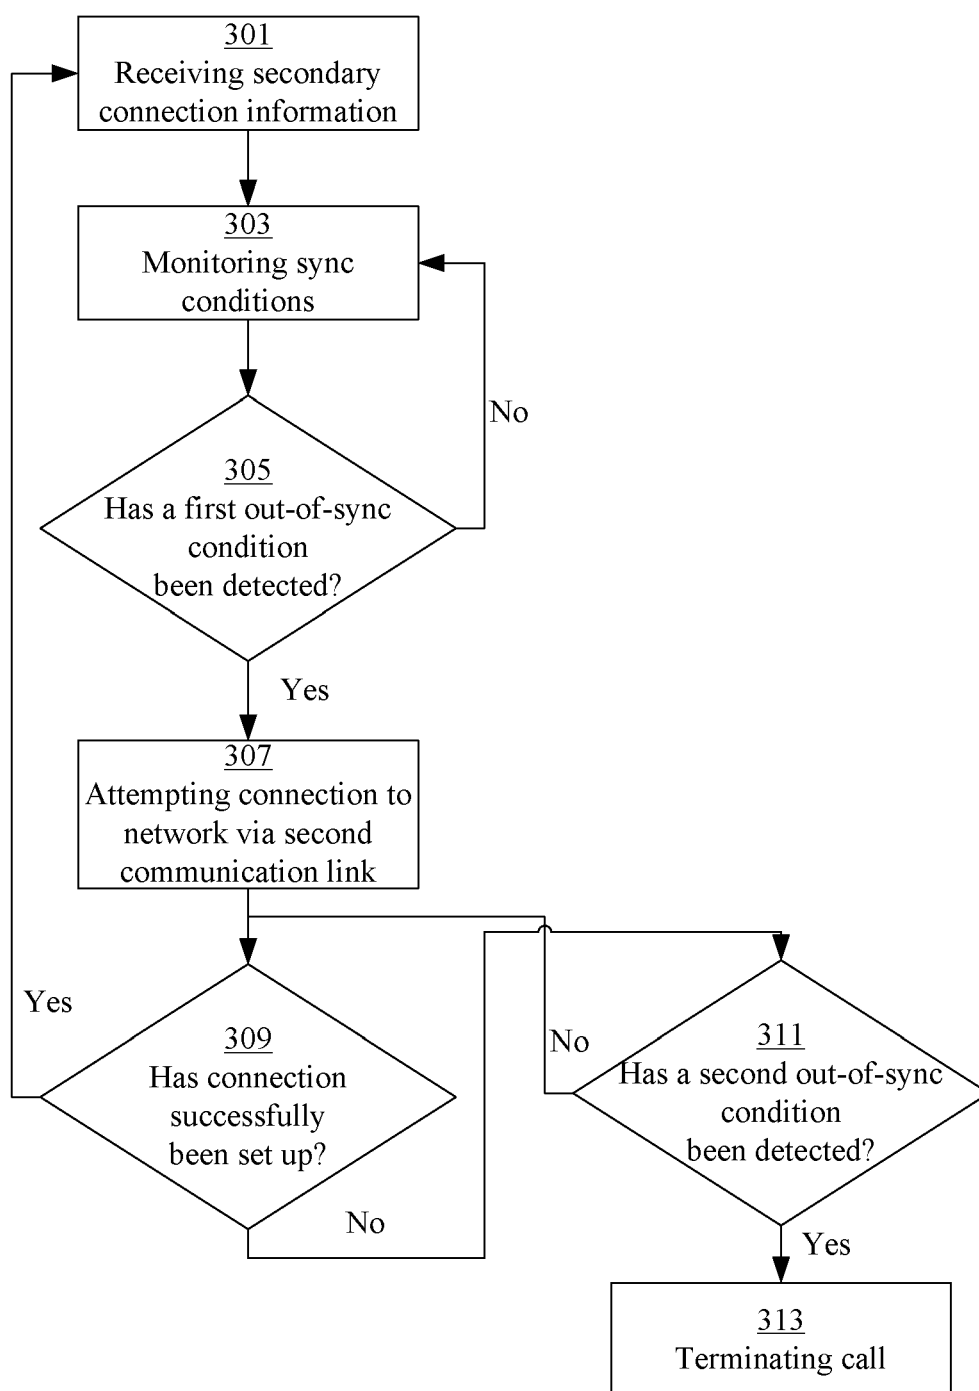 301
Receiving secondary
connection information
303
Monitoring sync
conditions
No
305
Has a first out-of-sync
condition
been detected?
Yes
307
Attempting connection to
network via second
communication link
Yes
309
Has connection
successfully
been set up?
No
No
311
Has a second out-of-sync
condition
been detected?
Yes
313
Terminating call